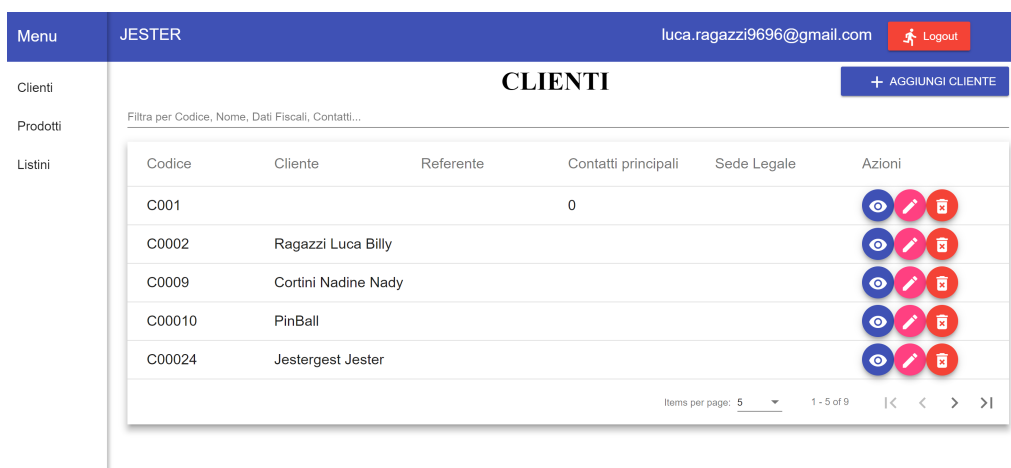 Menu JESTER luca.ragazzi9696@gmail.com Logout
Clienti
Prodotti
Listini
CLIENTI + AGGIUNGI CLIENTE
Filtra per Codice, Nome, Dati Fiscali, Contatti...
Codice Cliente Referente Contatti principali Sede Legale Azioni
C001 0
C0002 Ragazzi Luca Billy
C0009 Cortini Nadine Nady
C00010 PinBall
C00024 Jestergest Jester
Items per page: 5 1 - 5 of 9